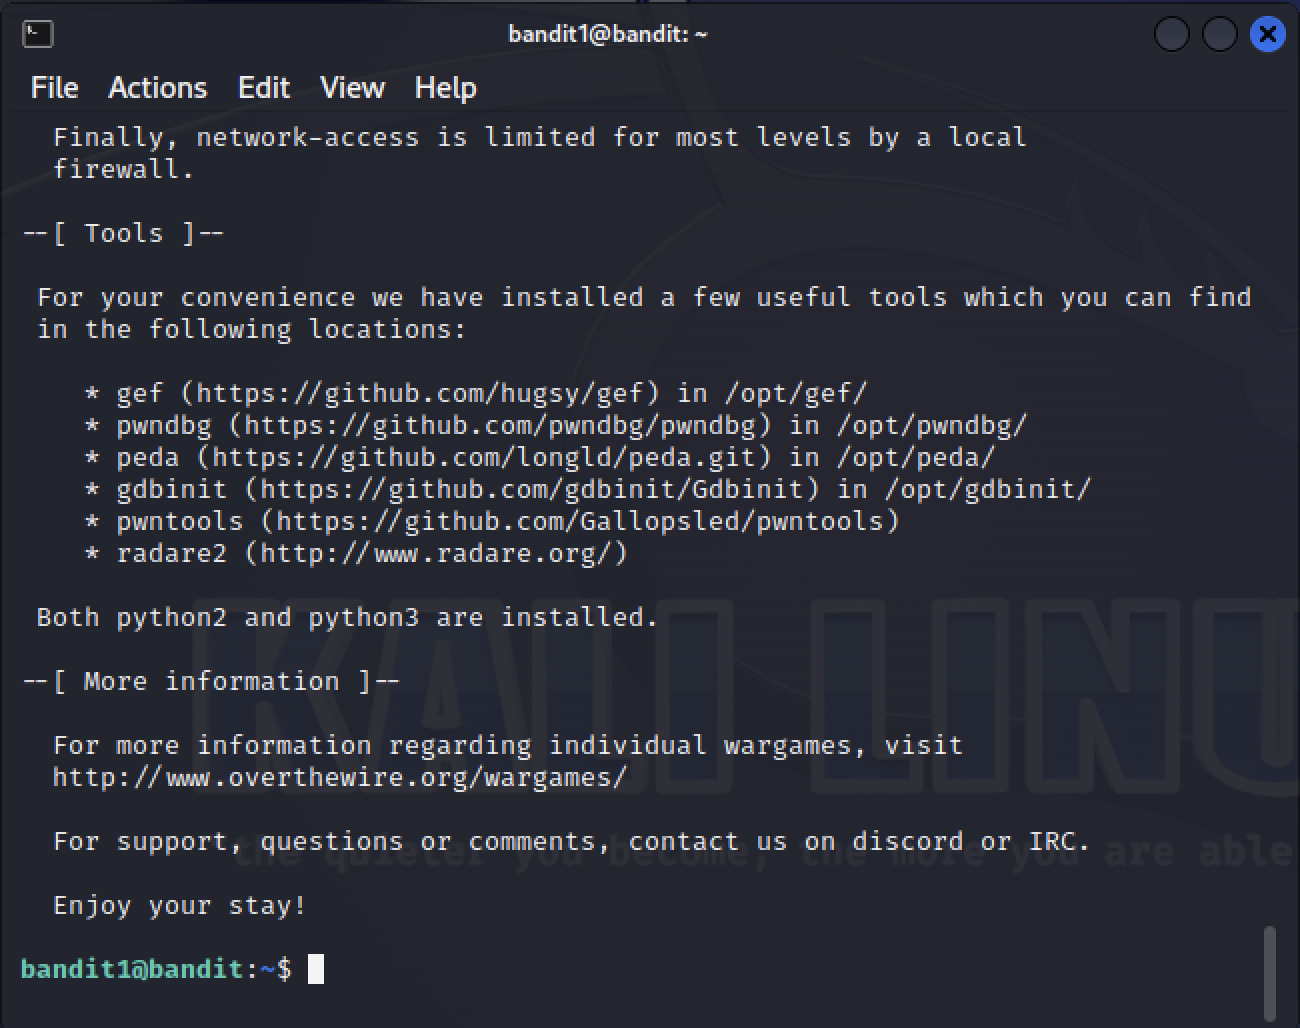 bandit1@bandit: ~
File Actions Edit View Help
Finally, network-access is limited for most levels by a local
firewall.
--[ Tools ]--
For your convenience we have installed a few useful tools which you can find
in the following locations:
* gef (https://github.com/hugsy/gef) in /opt/gef/
* pwndbg (https://github.com/pwndbg/pwndbg) in /opt/pwndbg/
* peda (https://github.com/longld/peda.git) in /opt/peda/
* gdbinit (https://github.com/gdbinit/Gdbinit) in /opt/gdbinit/
* pwntools (https://github.com/Gallopsled/pwntools)
* radare2 (http://www.radare.org/)
Both python2 and python3 are installed.
--[ More information ]--
For more information regarding individual wargames, visit
http://www.overthewire.org/wargames/
For support, questions or comments, contact us on discord or IRC.
Enjoy your stay!
bandit1@bandit:~$
KALI LINU
the quieter you become, the more you are able